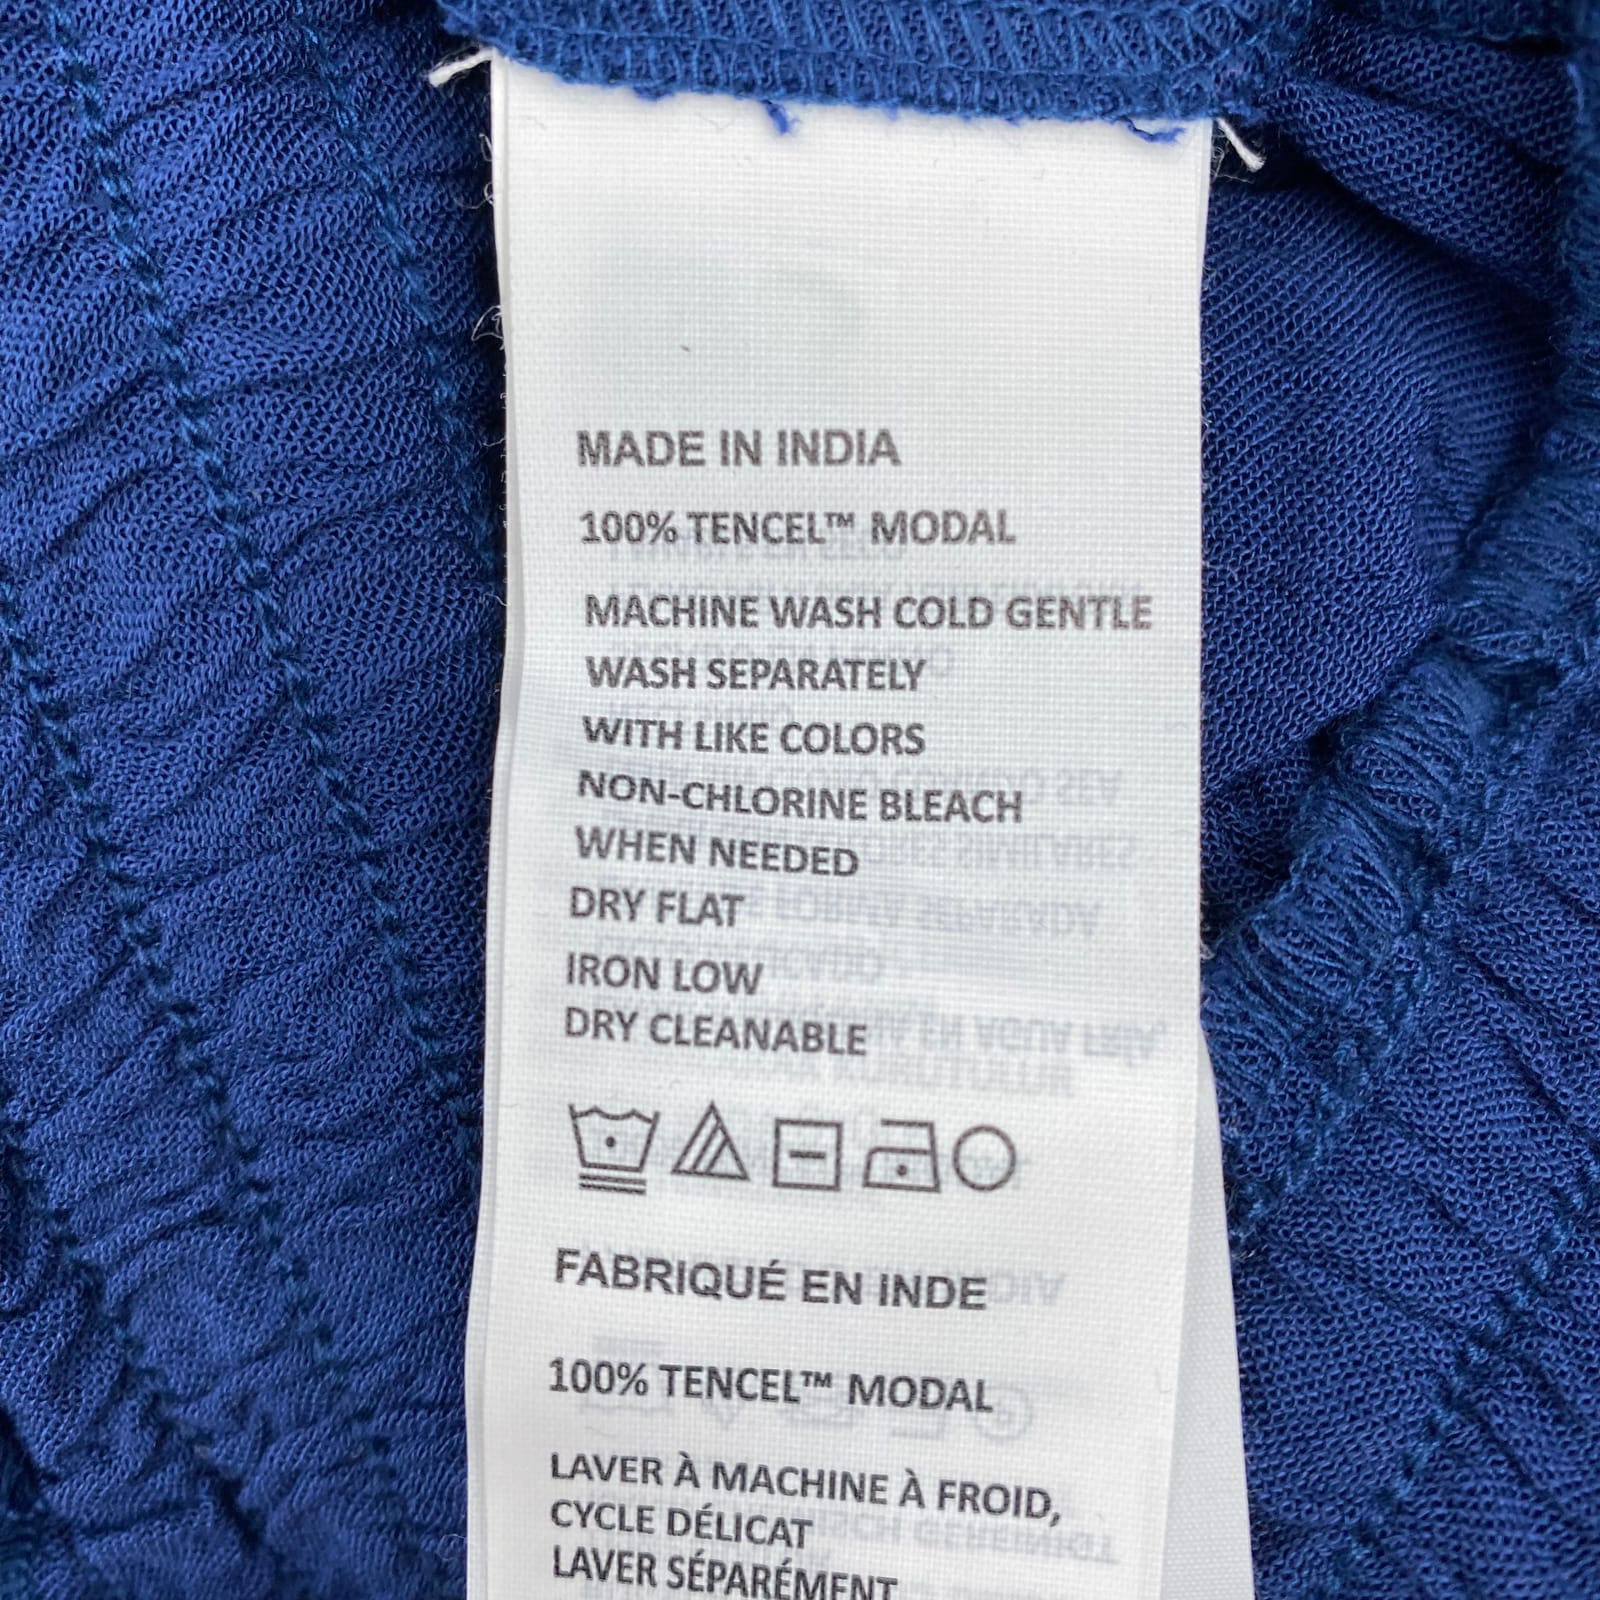 MADE IN INDIA
100% TENCEL™ MODAL
MACHINE WASH COLD GENTLE
WASH SEPARATELY
WITH LIKE COLORS
NON-CHLORINE BLEACH
WHEN NEEDED
DRY FLAT
IRON LOW
DRY CLEANABLE
FABRIQUÉ EN INDE
100% TENCEL™ MODAL
LAVER À MACHINE À FROID,
CYCLE DÉLICAT
LAVER SÉPARÉMENT